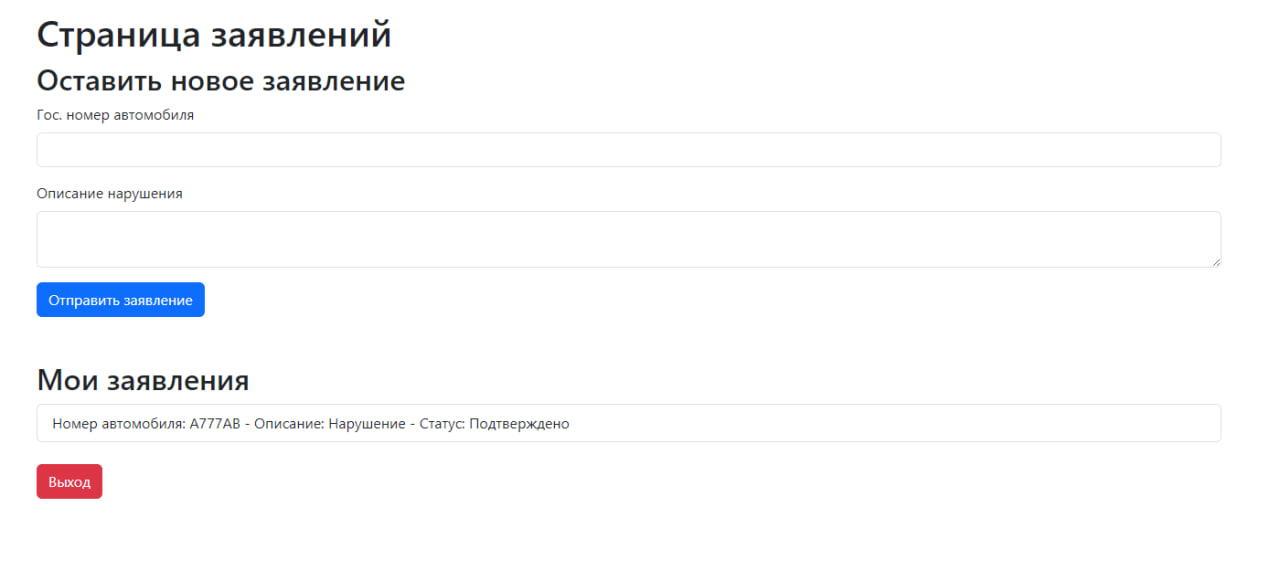 Страница заявлений
Оставить новое заявление
Гос. номер автомобиля
Описание нарушения
Отправить заявление
Мои заявления
Номер автомобиля: А777АВ - Описание: Нарушение - Статус: Подтверждено
Выход